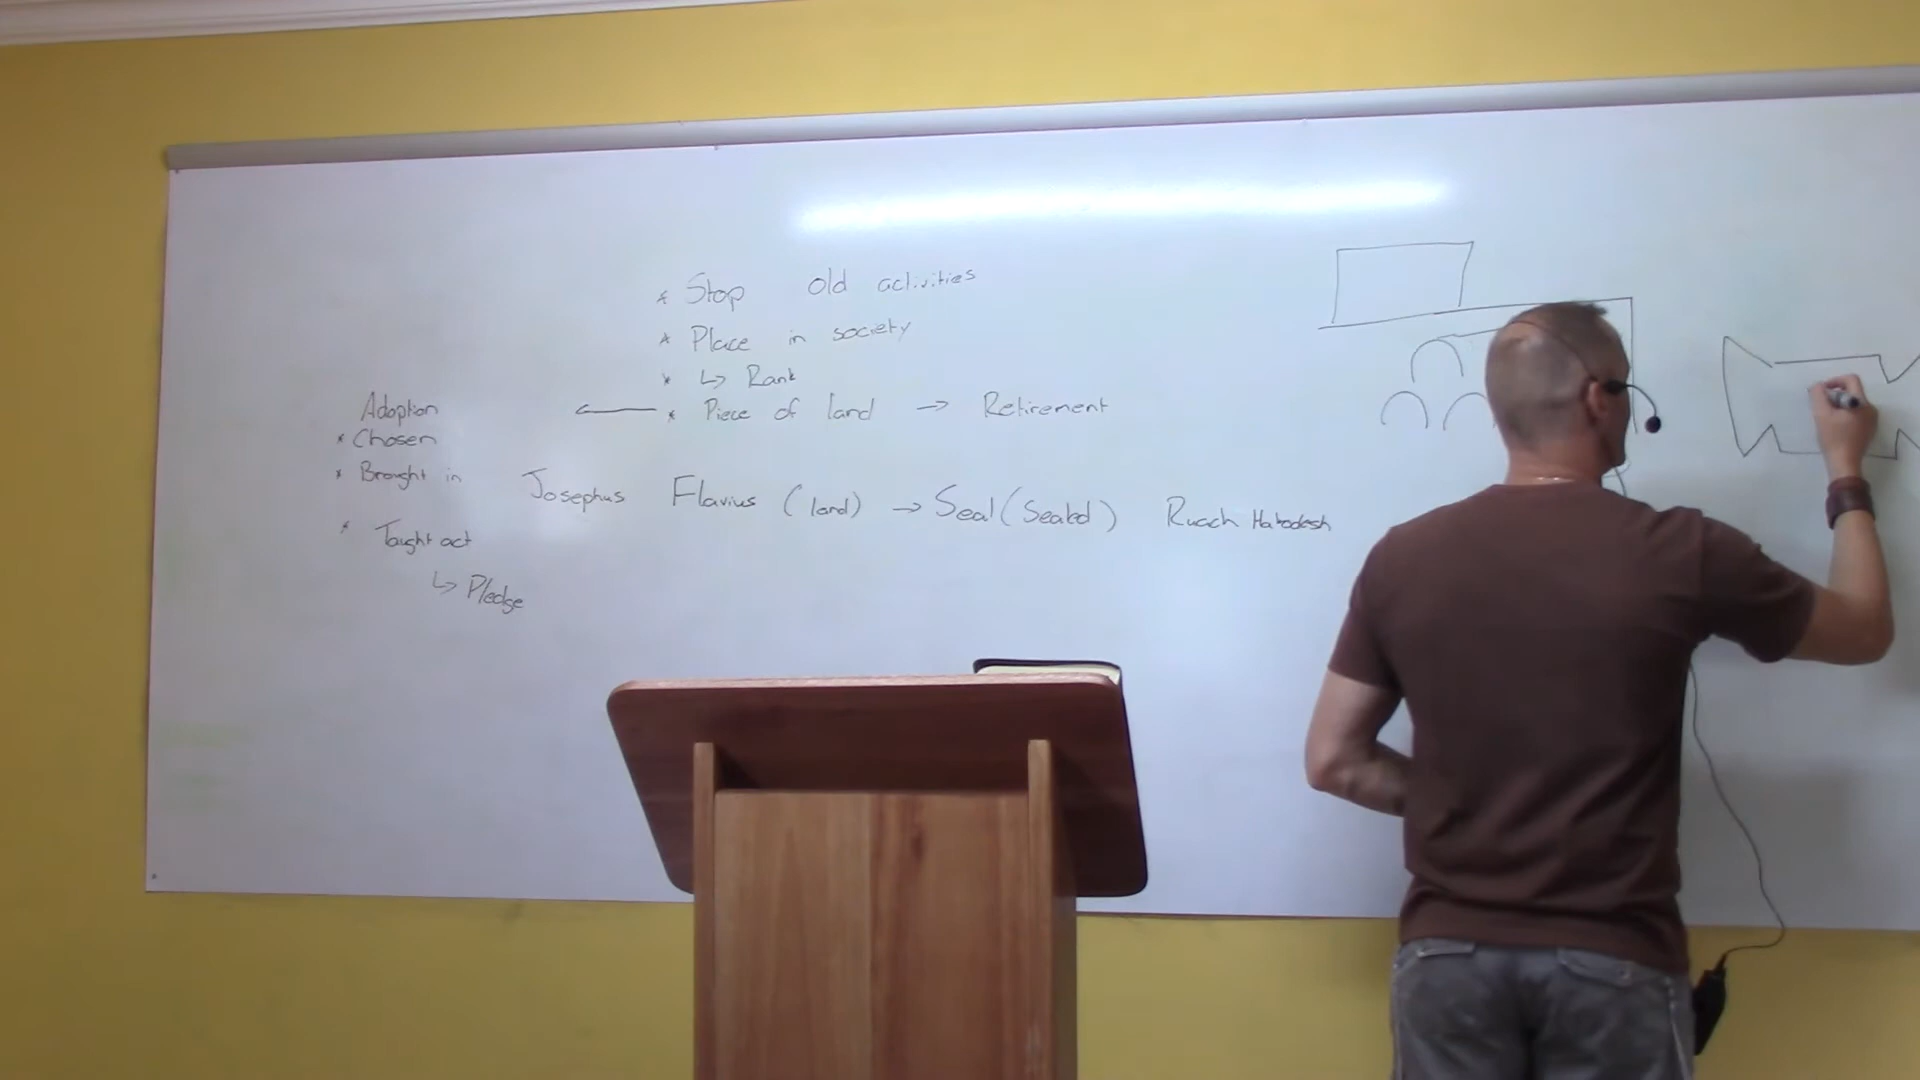 * Stop old activities
* Place in society
* ↳ Rank
← * Piece of land → Retirement
Adoption
* Chosen
* Brought in
Josephus Flavius (land) → Seal (Sealed) Ruach Hakodesh
* Taught act
↳ Pledge